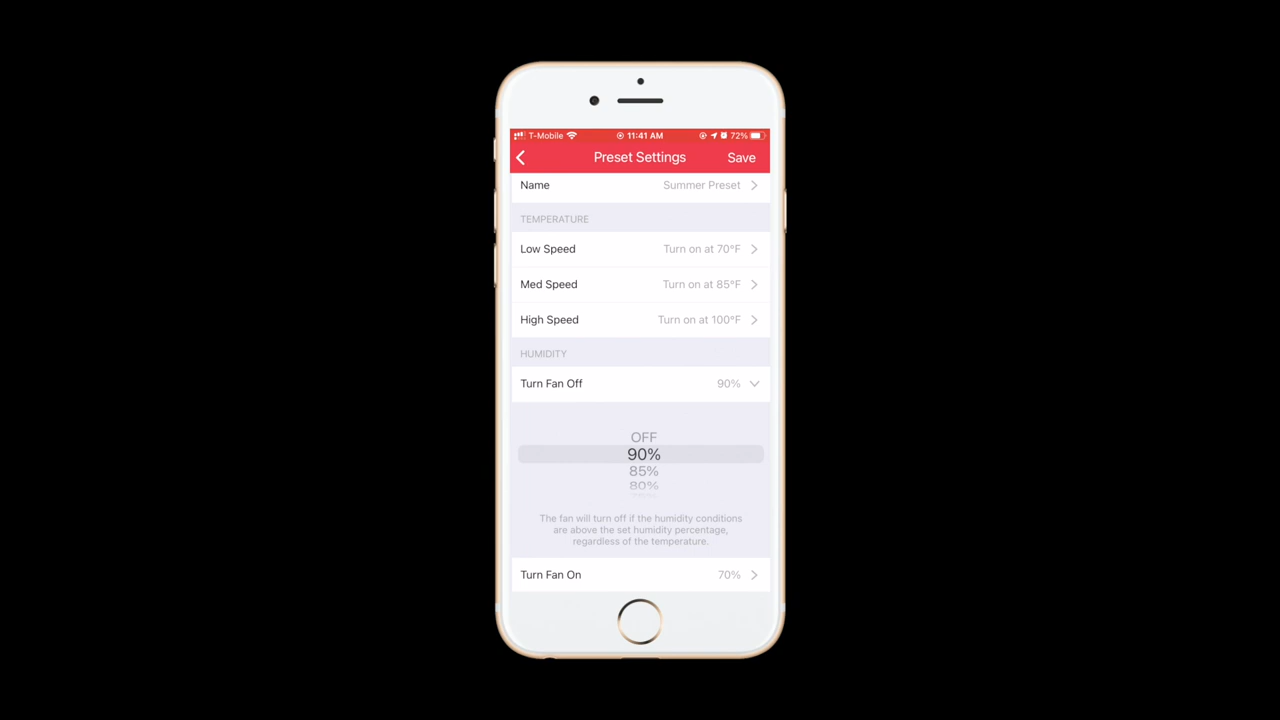 T-Mobile 11:41 AM 72%
Preset Settings Save
Name Summer Preset
TEMPERATURE
Low Speed Turn on at 70°F
Med Speed Turn on at 85°F
High Speed Turn on at 100°F
HUMIDITY
Turn Fan Off 90%
OFF
90%
85%
80%
The fan will turn off if the humidity conditions
are above the set humidity percentage,
regardless of the temperature.
Turn Fan On 70%